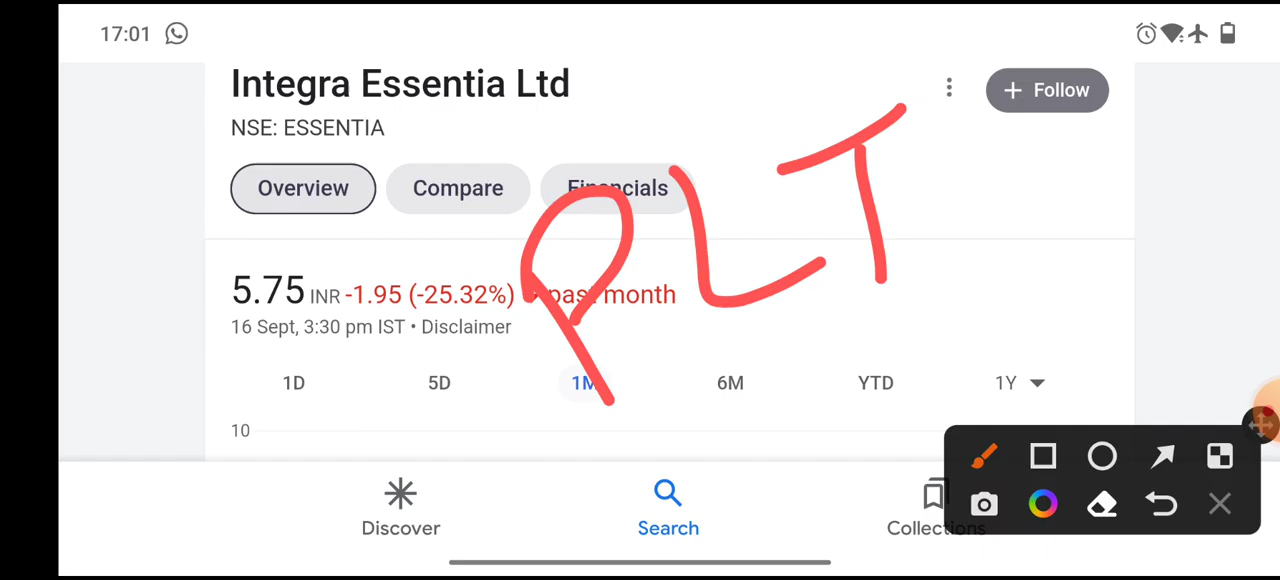 17:01
Integra Essentia Ltd
+ Follow
NSE: ESSENTIA
Overview Compare Financials
RLT
5.75 INR -1.95 (-25.32%) past month
16 Sept, 3:30 pm IST • Disclaimer
1D 5D 1M 6M YTD 1Y
10
Discover Search Collections